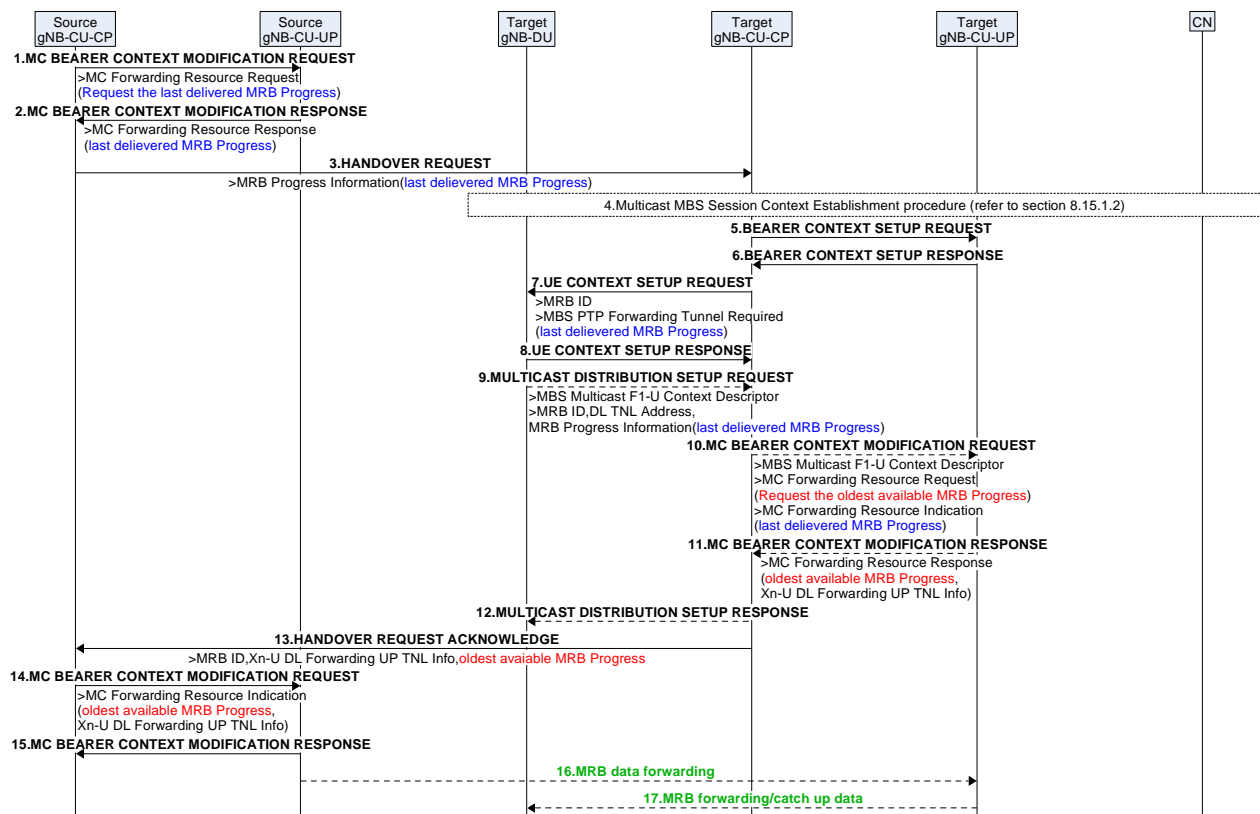 Source
gNB-CU-CP
Source
gNB-CU-UP
Target
gNB-DU
Target
gNB-CU-CP
Target
gNB-CU-UP
CN
1.MC BEARER CONTEXT MODIFICATION REQUEST
>MC Forwarding Resource Request
(Request the last delivered MRB Progress)
2.MC BEARER CONTEXT MODIFICATION RESPONSE
>MC Forwarding Resource Response
(last delievered MRB Progress)
3.HANDOVER REQUEST
>MRB Progress Information(last delievered MRB Progress)
4.Multicast MBS Session Context Establishment procedure (refer to section 8.15.1.2)
5.BEARER CONTEXT SETUP REQUEST
6.BEARER CONTEXT SETUP RESPONSE
7.UE CONTEXT SETUP REQUEST
>MRB ID
>MBS PTP Forwarding Tunnel Required
(last delievered MRB Progress)
8.UE CONTEXT SETUP RESPONSE
9.MULTICAST DISTRIBUTION SETUP REQUEST
>MBS Multicast F1-U Context Descriptor
>MRB ID,DL TNL Address,
MRB Progress Information(last delievered MRB Progress)
10.MC BEARER CONTEXT MODIFICATION REQUEST
>MBS Multicast F1-U Context Descriptor
>MC Forwarding Resource Request
(Request the oldest available MRB Progress)
>MC Forwarding Resource Indication
(last delievered MRB Progress)
11.MC BEARER CONTEXT MODIFICATION RESPONSE
>MC Forwarding Resource Response
(oldest available MRB Progress,
Xn-U DL Forwarding UP TNL Info)
12.MULTICAST DISTRIBUTION SETUP RESPONSE
13.HANDOVER REQUEST ACKNOWLEDGE
>MRB ID,Xn-U DL Forwarding UP TNL Info,oldest avaiable MRB Progress
14.MC BEARER CONTEXT MODIFICATION REQUEST
>MC Forwarding Resource Indication
(oldest available MRB Progress,
Xn-U DL Forwarding UP TNL Info)
15.MC BEARER CONTEXT MODIFICATION RESPONSE
16.MRB data forwarding
17.MRB forwarding/catch up data